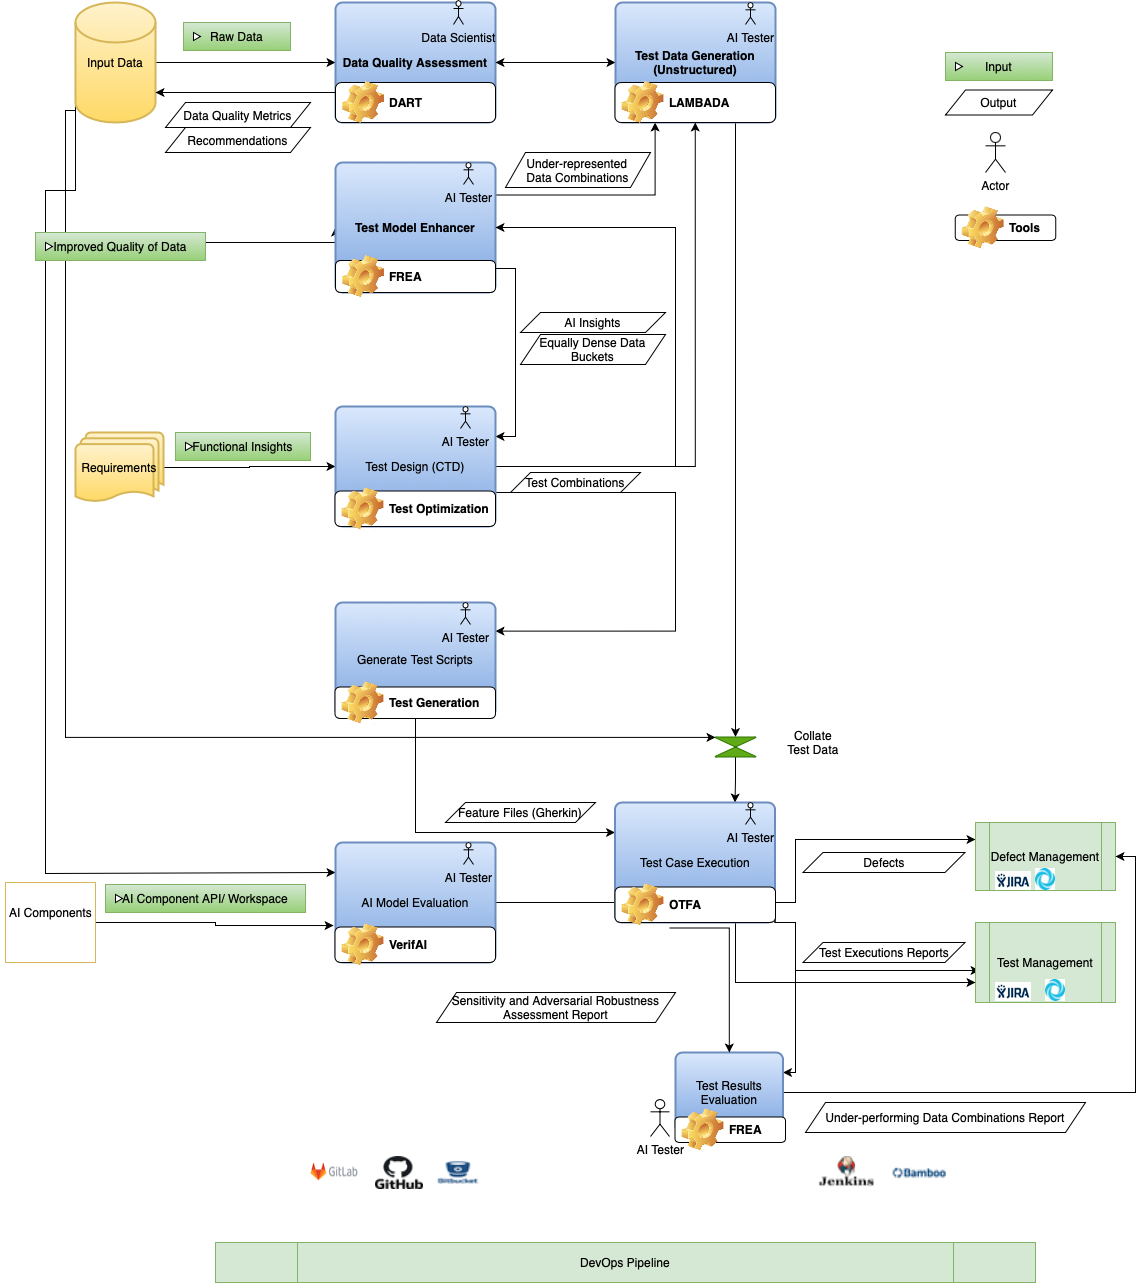 Input Data
Raw Data
Data Scientist
Data Quality Assessment
DART
AI Tester
Test Data Generation
(Unstructured)
LAMBADA
Input
Output
Actor
Tools
Data Quality Metrics
Recommendations
Under-represented
Data Combinations
AI Tester
Test Model Enhancer
FREA
Improved Quality of Data
AI Insights
Equally Dense Data
Buckets
Requirements
Functional Insights
AI Tester
Test Design (CTD)
Test Optimization
Test Combinations
AI Tester
Generate Test Scripts
Test Generation
Collate
Test Data
Feature Files (Gherkin)
AI Tester
Test Case Execution
OTFA
Defects
Defect Management
JIRA
AI Components
AI Component API/ Workspace
AI Tester
AI Model Evaluation
VerifAI
Test Executions Reports
Test Management
JIRA
Sensitivity and Adversarial Robustness
Assessment Report
Test Results
Evaluation
FREA
AI Tester
Under-performing Data Combinations Report
GitLab
GitHub
Bitbucket
Jenkins
Bamboo
DevOps Pipeline